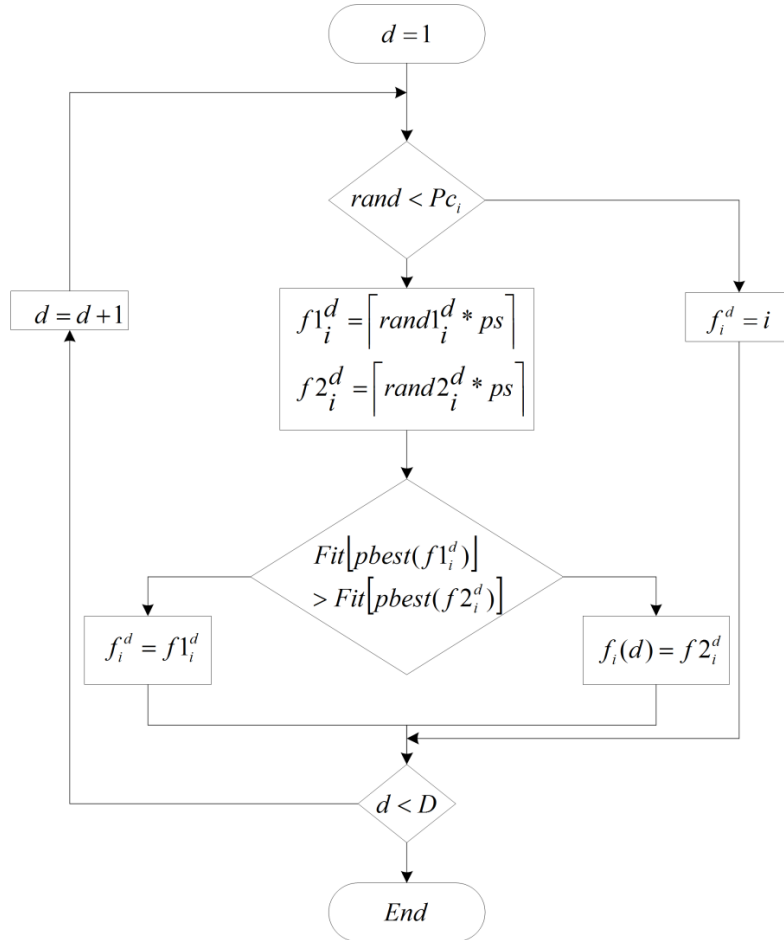 d = 1
rand < Pc_i
f1_i^d = ⌈rand1_i^d * ps⌉
f2_i^d = ⌈rand2_i^d * ps⌉
d = d + 1
f_i^d = i
Fit⌊pbest(f1_i^d)⌋
> Fit[pbest(f2_i^d)]
f_i^d = f1_i^d
f_i(d) = f2_i^d
d < D
End